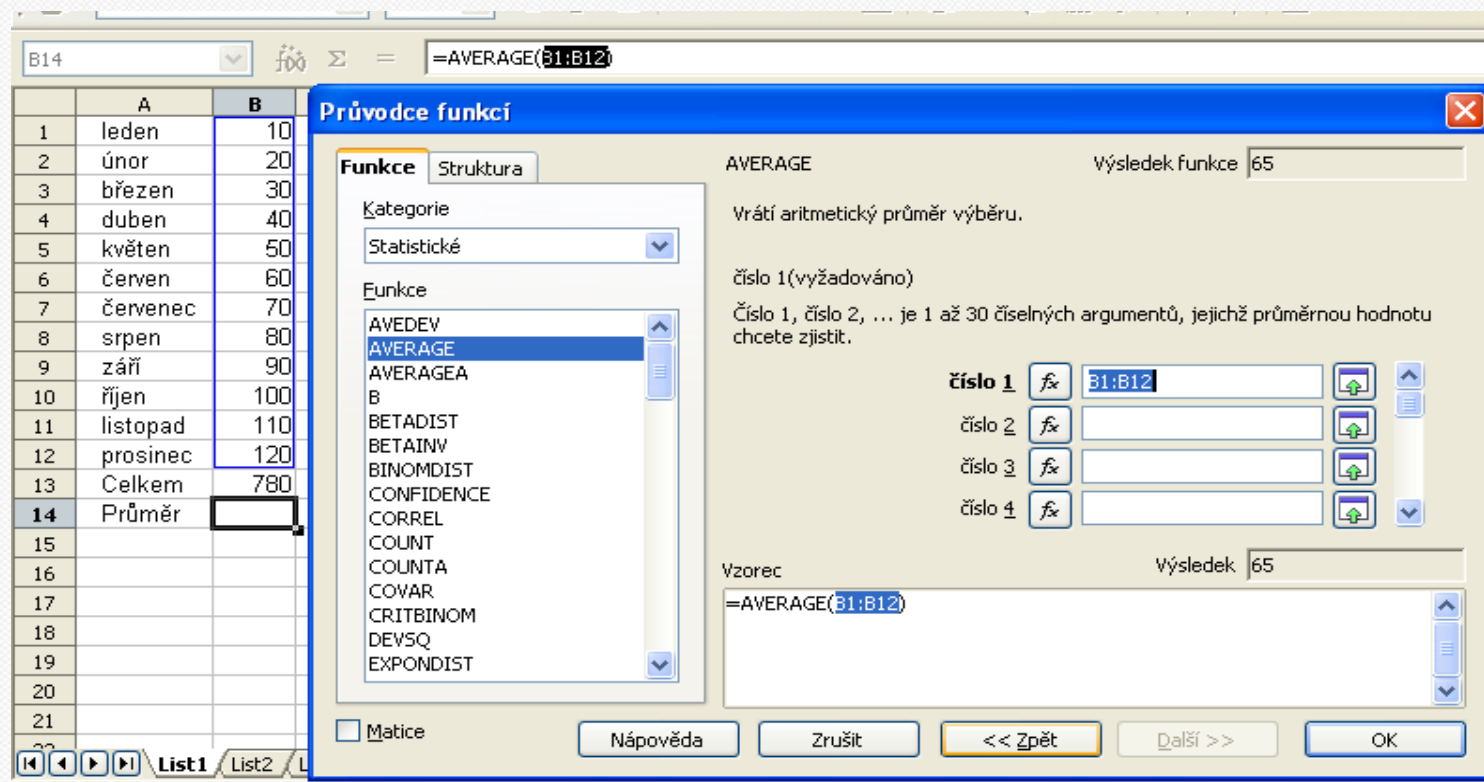 B14 Σ = =AVERAGE(B1:B12)
A B
1 leden 10
2 únor 20
3 březen 30
4 duben 40
5 květen 50
6 červen 60
7 červenec 70
8 srpen 80
9 září 90
10 říjen 100
11 listopad 110
12 prosinec 120
13 Celkem 780
14 Průměr
15
16
17
18
19
20
21
List1 List2
Průvodce funkcí
Funkce Struktura
Kategorie
Statistické
Funkce
AVEDEV
AVERAGE
AVERAGEA
B
BETADIST
BETAINV
BINOMDIST
CONFIDENCE
CORREL
COUNT
COUNTA
COVAR
CRITBINOM
DEVSQ
EXPONDIST
Matice
AVERAGE Výsledek funkce 65
Vrátí aritmetický průměr výběru.
číslo 1(vyžadováno)
Číslo 1, číslo 2, ... je 1 až 30 číselných argumentů, jejichž průměrnou hodnotu
chcete zjistit.
číslo 1 fx B1:B12
číslo 2 fx
číslo 3 fx
číslo 4 fx
Vzorec Výsledek 65
=AVERAGE(B1:B12)
Nápověda Zrušit << Zpět Další >> OK